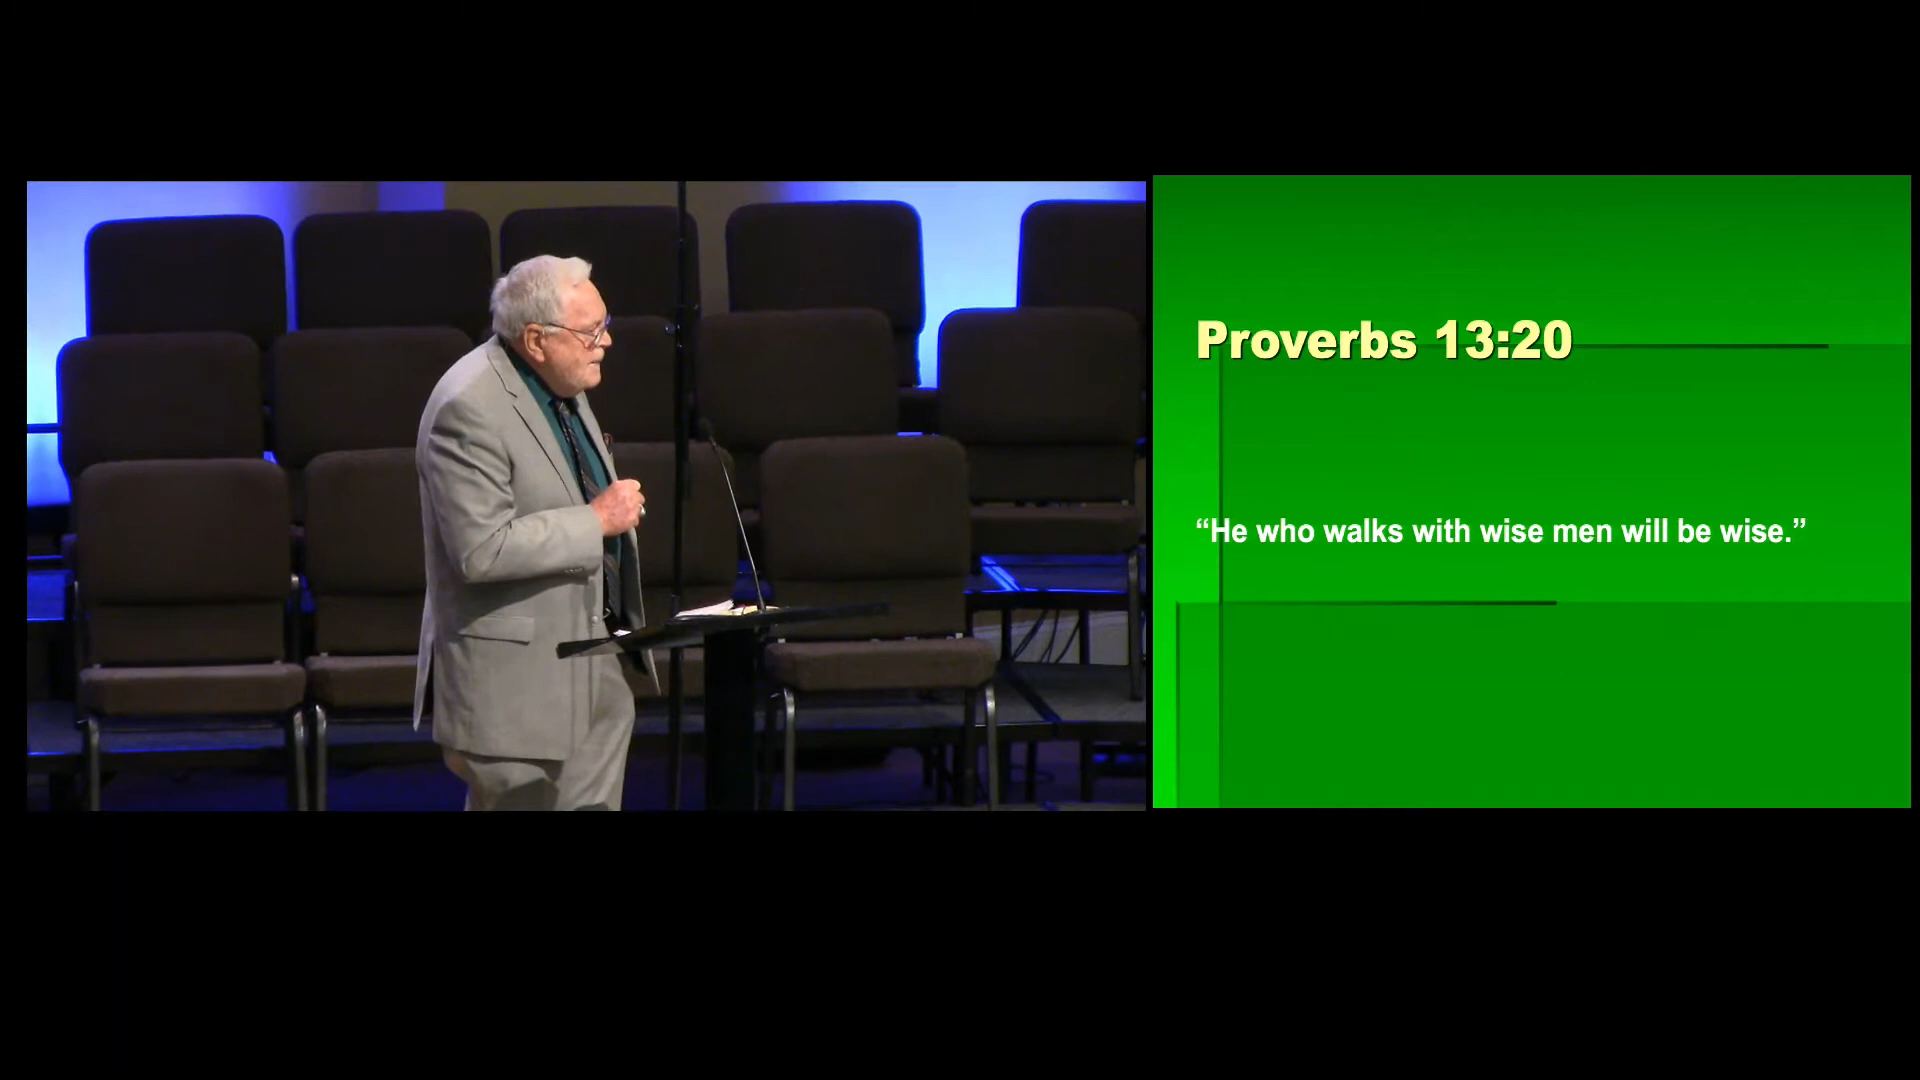 Proverbs 13:20
“He who walks with wise men will be wise.”